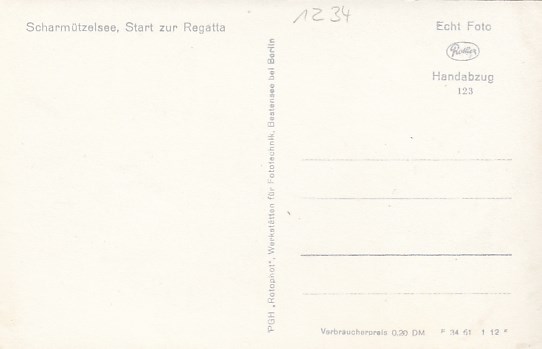 Scharmützelsee, Start zur Regatta
1234
Echt Foto
Handabzug
123
PGH „Rotophot“, Werkstätten für Fototechnik, Bestensee bei Berlin
Verbraucherpreis 0,20 DM P 34 61 1 12